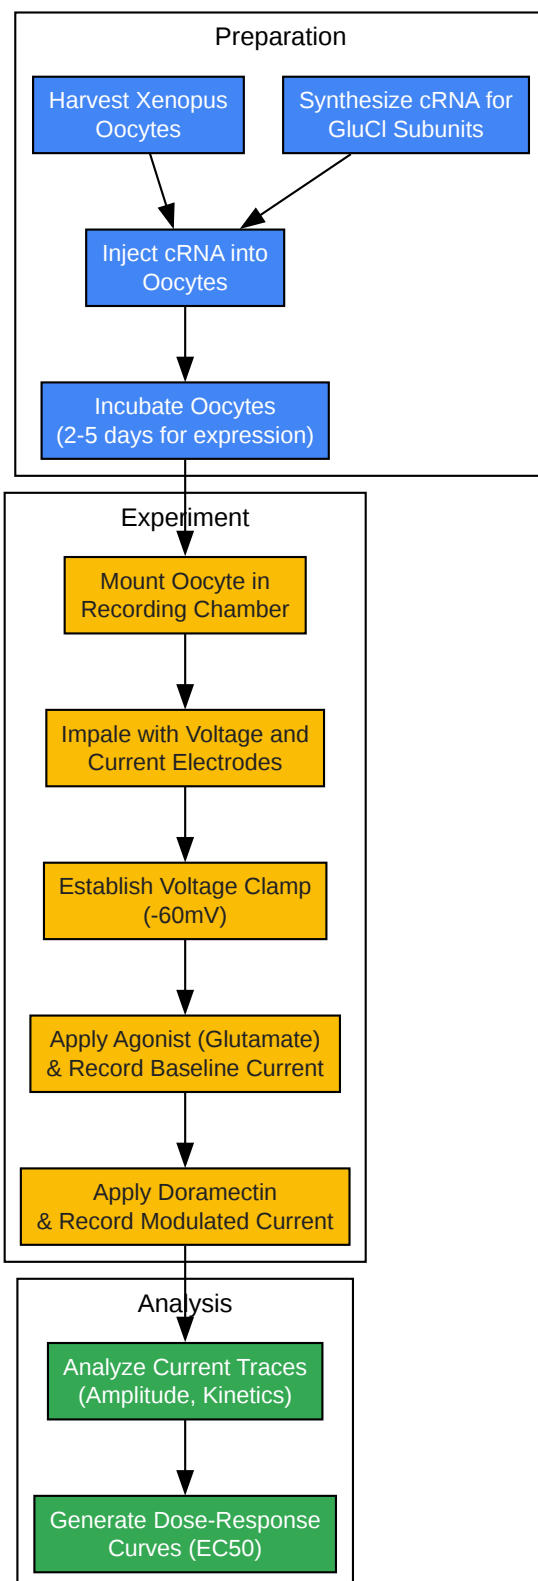 Preparation
Harvest Xenopus
Oocytes
Synthesize cRNA for
GluCl Subunits
Inject cRNA into
Oocytes
Incubate Oocytes
(2-5 days for expression)
Experiment
Mount Oocyte in
Recording Chamber
Impale with Voltage and
Current Electrodes
Establish Voltage Clamp
(-60mV)
Apply Agonist (Glutamate)
& Record Baseline Current
Apply Doramectin
& Record Modulated Current
Analysis
Analyze Current Traces
(Amplitude, Kinetics)
Generate Dose-Response
Curves (EC50)